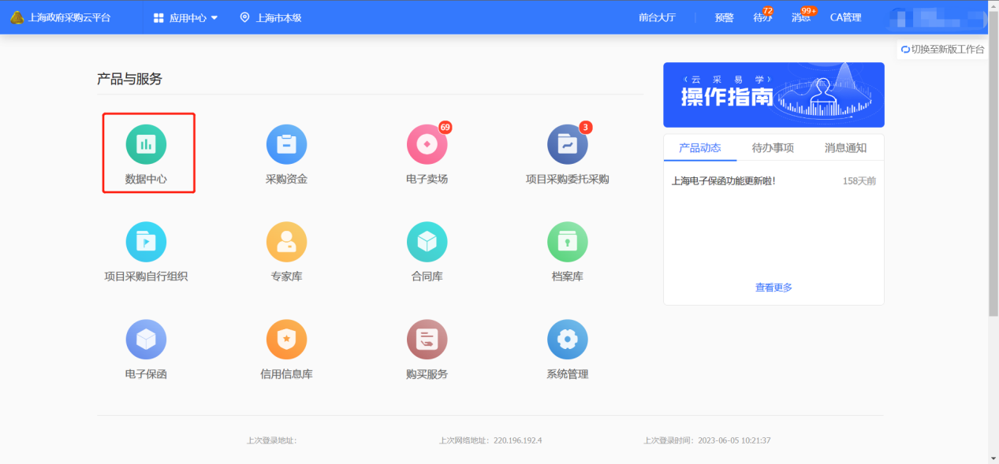 上海政府采购云平台 应用中心 上海市本级 前台大厅 预警 待办 72 消息 99+ CA管理
切换至新版工作台
产品与服务
〈云采易学〉
操作指南
数据中心 采购资金 电子卖场 69 项目采购委托采购 3
产品动态 待办事项 消息通知
上海电子保函功能更新啦! 158天前
项目采购自行组织 专家库 合同库 档案库
查看更多
电子保函 信用信息库 购买服务 系统管理
上次登录地址: 上次网络地址: 220.196.192.4 上次登录时间: 2023-06-05 10:21:37